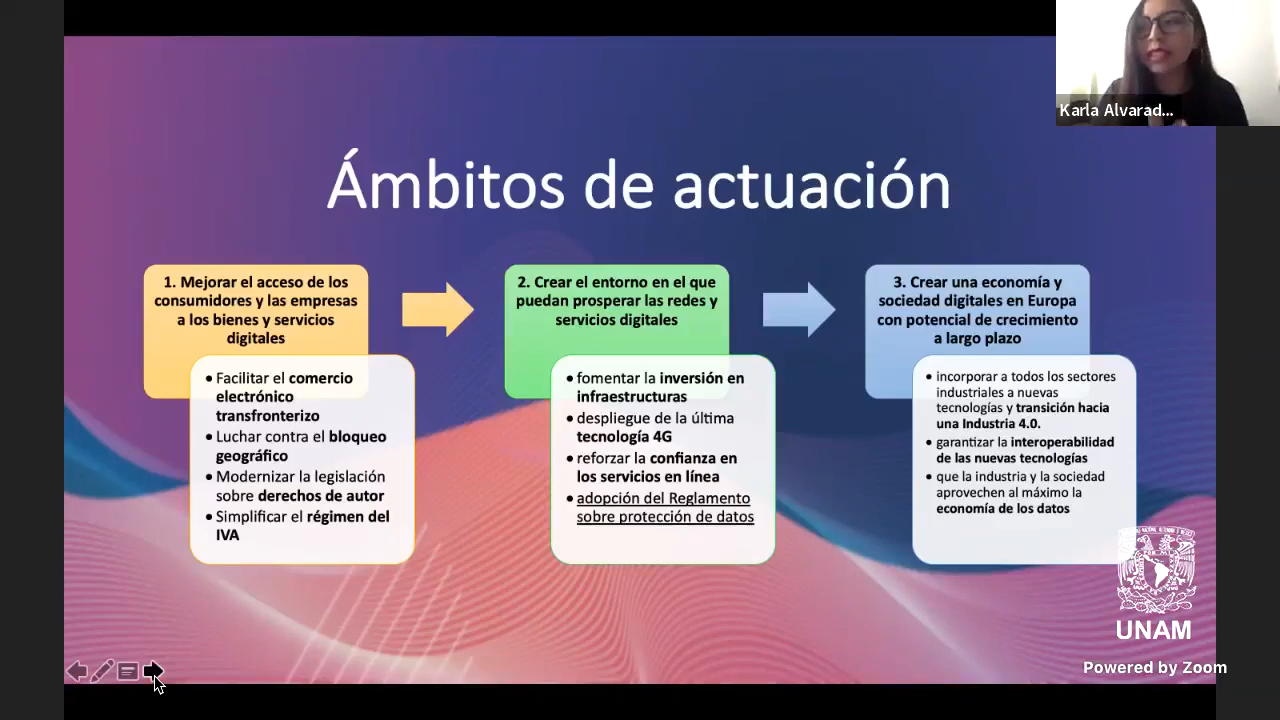 Karla Alvarad...
Ámbitos de actuación
1. Mejorar el acceso de los
consumidores y las empresas
a los bienes y servicios
digitales
• Facilitar el comercio
electrónico
transfronterizo
• Luchar contra el bloqueo
geográfico
• Modernizar la legislación
sobre derechos de autor
• Simplificar el régimen del
IVA
2. Crear el entorno en el que
puedan prosperar las redes y
servicios digitales
• fomentar la inversión en
infraestructuras
• despliegue de la última
tecnología 4G
• reforzar la confianza en
los servicios en línea
• adopción del Reglamento
sobre protección de datos
3. Crear una economía y
sociedad digitales en Europa
con potencial de crecimiento
a largo plazo
• incorporar a todos los sectores
industriales a nuevas
tecnologías y transición hacia
una Industria 4.0.
• garantizar la interoperabilidad
de las nuevas tecnologías
• que la industria y la sociedad
aprovechen al máximo la
economía de los datos
UNAM
Powered by Zoom